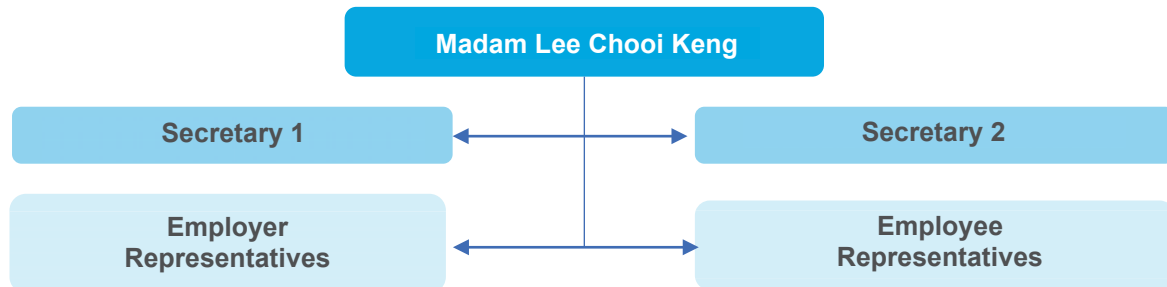 Madam Lee Chooi Keng
Secretary 1
Secretary 2
Employer
Representatives
Employee
Representatives